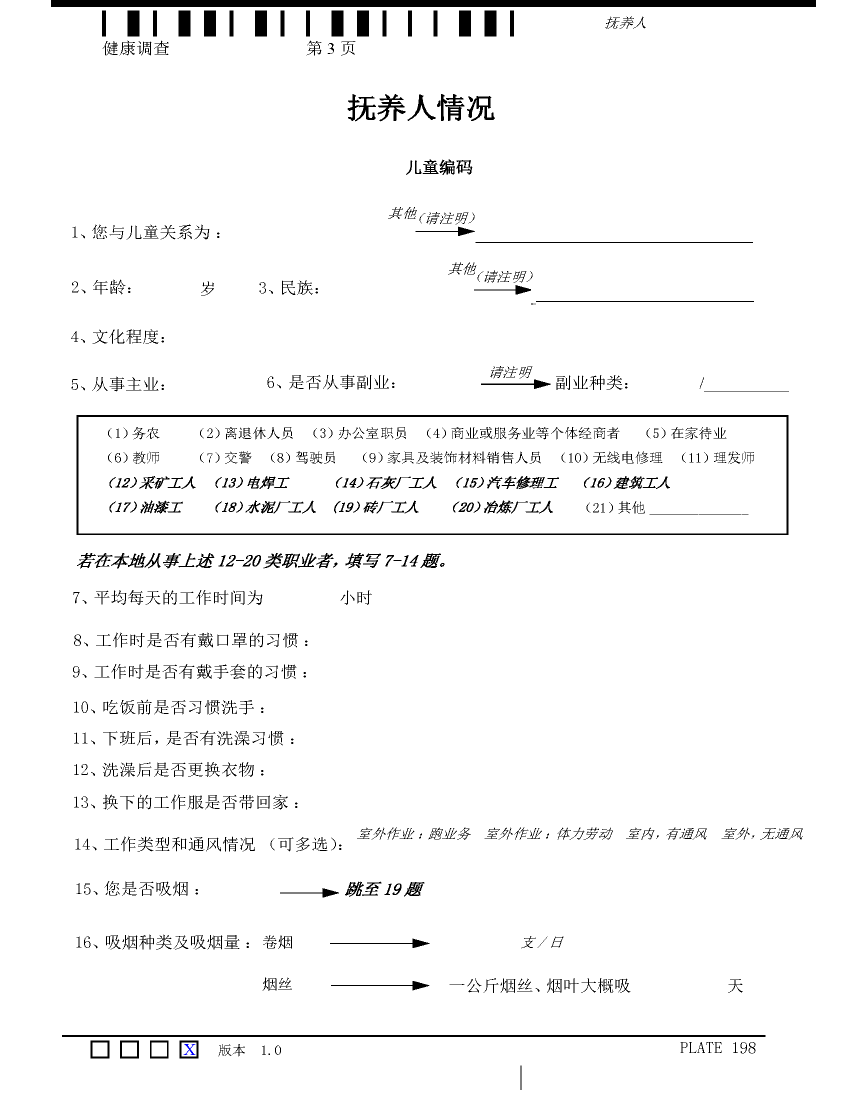 抚养人
健康调查 第 3 页
抚养人情况
儿童编码
1、您与儿童关系为： 其他（请注明）
2、年龄： 岁 3、民族： 其他（请注明）
4、文化程度：
5、从事主业： 6、是否从事副业： 请注明 副业种类： /__________
（1）务农 （2）离退休人员 （3）办公室职员 （4）商业或服务业等个体经商者 （5）在家待业
（6）教师 （7）交警 （8）驾驶员 （9）家具及装饰材料销售人员 （10）无线电修理 （11）理发师
（12）采矿工人 （13）电焊工 （14）石灰厂工人 （15）汽车修理工 （16）建筑工人
（17）油漆工 （18）水泥厂工人 （19）砖厂工人 （20）冶炼厂工人 （21）其他 ______________
若在本地从事上述 12-20 类职业者，填写 7-14 题。
7、平均每天的工作时间为 小时
8、工作时是否有戴口罩的习惯：
9、工作时是否有戴手套的习惯：
10、吃饭前是否习惯洗手：
11、下班后，是否有洗澡习惯：
12、洗澡后是否更换衣物：
13、换下的工作服是否带回家：
14、工作类型和通风情况 （可多选）： 室外作业：跑业务 室外作业：体力劳动 室内，有通风 室外，无通风
15、您是否吸烟： 跳至 19 题
16、吸烟种类及吸烟量：卷烟 支／日
烟丝 一公斤烟丝、烟叶大概吸 天
X 版本 1.0 PLATE 198